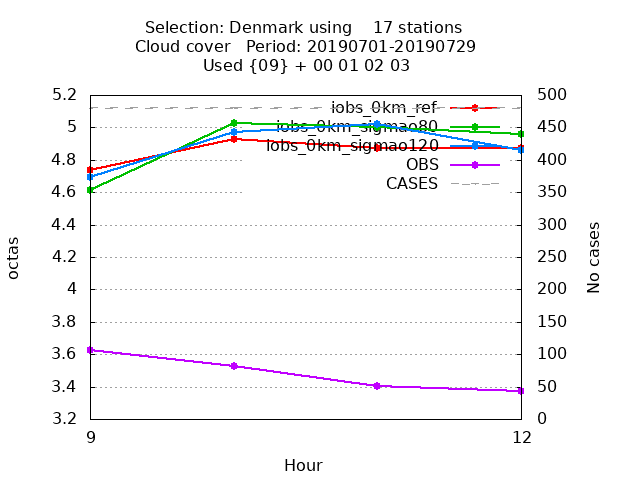 Selection: Denmark using    17 stations
Cloud cover   Period: 20190701-20190729
Used {09} + 00 01 02 03
5.2
5
4.8
4.6
4.4
4.2
4
3.8
3.6
3.4
3.2
octas
500
450
400
350
300
250
200
150
100
50
0
No cases
iobs_0km_ref
iobs_0km_sigmao80
iobs_0km_sigmao120
OBS
CASES
9
12
Hour